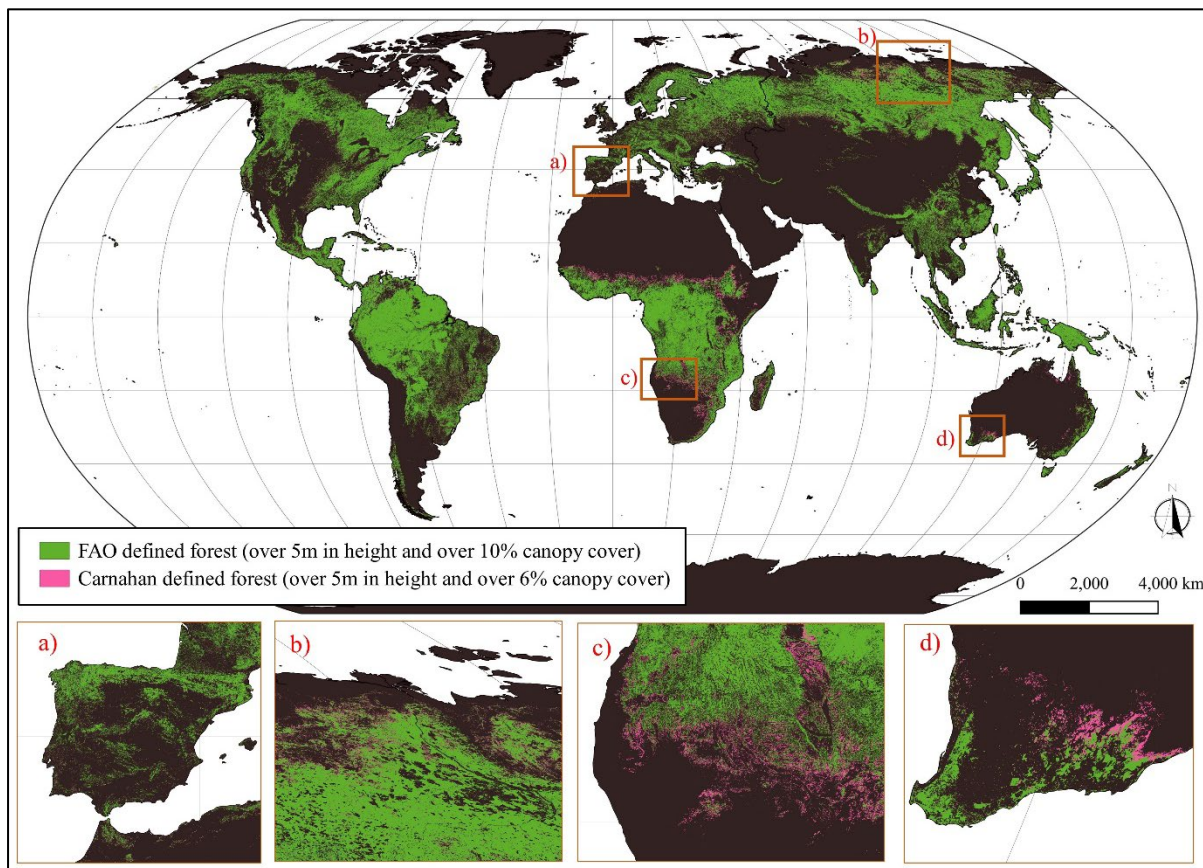 b)
a)
c)
d)
N
FAO defined forest (over 5m in height and over 10% canopy cover)
Carnahan defined forest (over 5m in height and over 6% canopy cover)
0 2,000 4,000 km
a)
b)
c)
d)